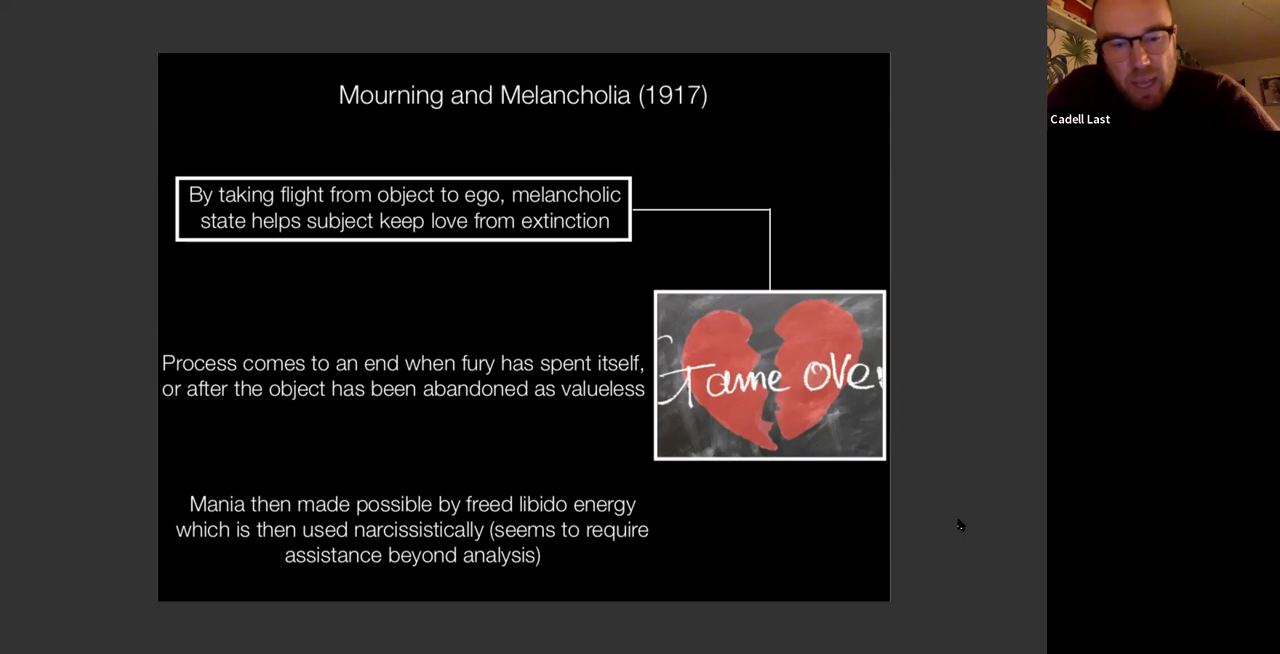 Mourning and Melancholia (1917)
By taking flight from object to ego, melancholic
state helps subject keep love from extinction
Process comes to an end when fury has spent itself,
or after the object has been abandoned as valueless
Game Over
Mania then made possible by freed libido energy
which is then used narcissistically (seems to require
assistance beyond analysis)
Cadell Last